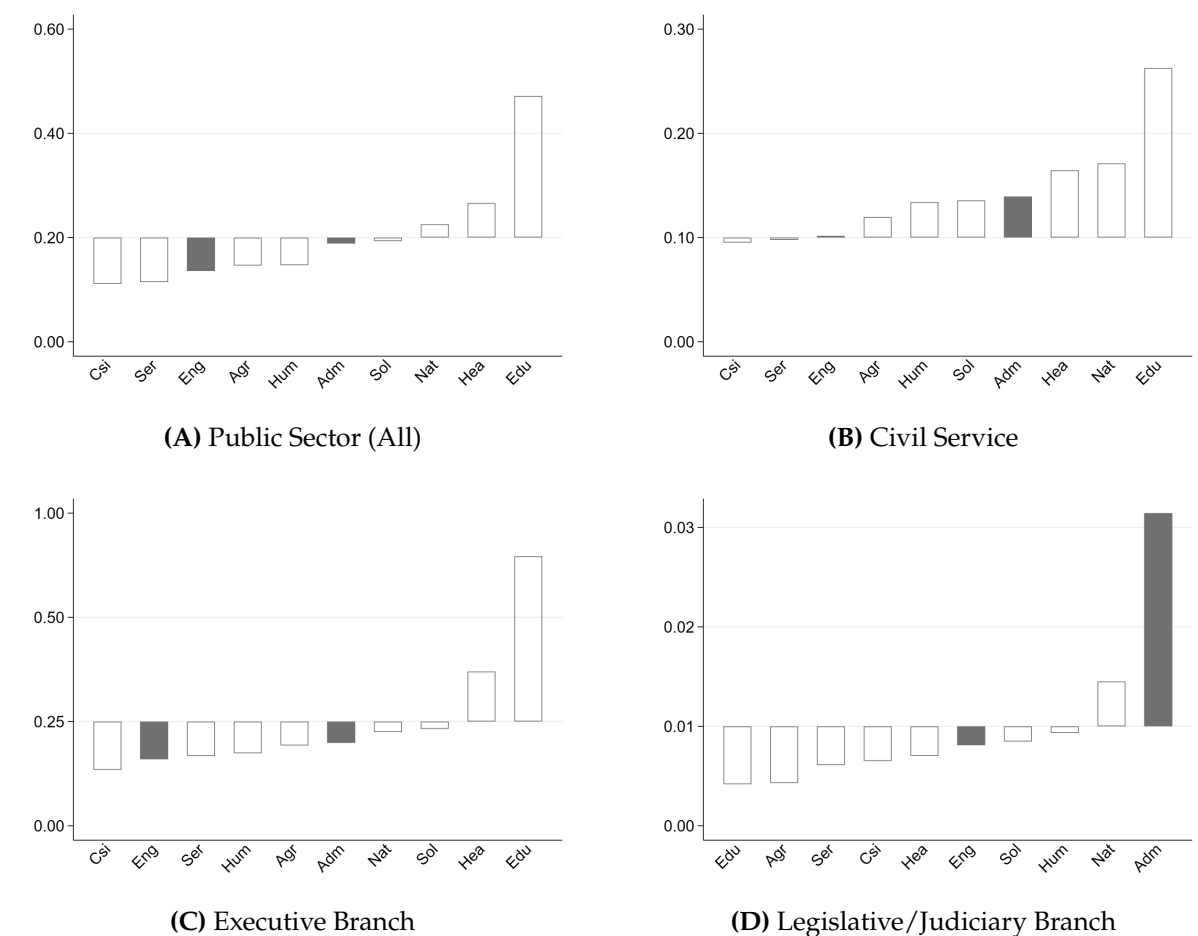 0.60
0.40
0.20
0.00
Csi Ser Eng Agr Hum Adm Sol Nat Hea Edu
(A) Public Sector (All)
0.30
0.20
0.10
0.00
Csi Ser Eng Agr Hum Sol Adm Hea Nat Edu
(B) Civil Service
1.00
0.50
0.25
0.00
Csi Eng Ser Hum Agr Adm Nat Sol Hea Edu
(C) Executive Branch
0.03
0.02
0.01
0.00
Edu Agr Ser Csi Hea Eng Sol Hum Nat Adm
(D) Legislative/Judiciary Branch